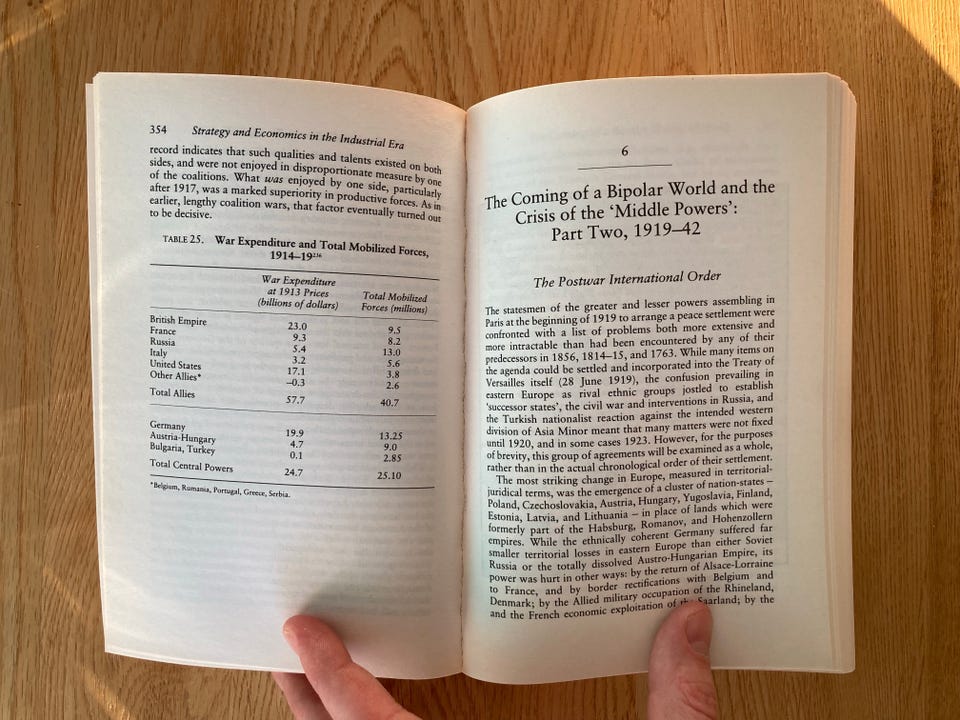 354 Strategy and Economics in the Industrial Era
record indicates that such qualities and talents existed on both
sides, and were not enjoyed in disproportionate measure by one
of the coalitions. What was enjoyed by one side, particularly
after 1917, was a marked superiority in productive forces. As in
earlier, lengthy coalition wars, that factor eventually turned out
to be decisive.
TABLE 25. War Expenditure and Total Mobilized Forces,
1914–19²³⁶
War Expenditure
at 1913 Prices Total Mobilized
(billions of dollars) Forces (millions)
British Empire 23.0 9.5
France 9.3 8.2
Russia 5.4 13.0
Italy 3.2 5.6
United States 17.1 3.8
Other Allies* –0.3 2.6
Total Allies 57.7 40.7
Germany 19.9 13.25
Austria-Hungary 4.7 9.0
Bulgaria, Turkey 0.1 2.85
Total Central Powers 24.7 25.10
*Belgium, Rumania, Portugal, Greece, Serbia.
6
The Coming of a Bipolar World and the
Crisis of the ‘Middle Powers’:
Part Two, 1919–42
The Postwar International Order
The statesmen of the greater and lesser powers assembling in
Paris at the beginning of 1919 to arrange a peace settlement were
confronted with a list of problems both more extensive and
more intractable than had been encountered by any of their
predecessors in 1856, 1814–15, and 1763. While many items on
the agenda could be settled and incorporated into the Treaty of
Versailles itself (28 June 1919), the confusion prevailing in
eastern Europe as rival ethnic groups jostled to establish
‘successor states’, the civil war and interventions in Russia, and
the Turkish nationalist reaction against the intended western
division of Asia Minor meant that many matters were not fixed
until 1920, and in some cases 1923. However, for the purposes
of brevity, this group of agreements will be examined as a whole,
rather than in the actual chronological order of their settlement.
The most striking change in Europe, measured in territorial-
juridical terms, was the emergence of a cluster of nation-states –
Poland, Czechoslovakia, Austria, Hungary, Yugoslavia, Finland,
Estonia, Latvia, and Lithuania – in place of lands which were
formerly part of the Habsburg, Romanov, and Hohenzollern
empires. While the ethnically coherent Germany suffered far
smaller territorial losses in eastern Europe than either Soviet
Russia or the totally dissolved Austro-Hungarian Empire, its
power was hurt in other ways: by the return of Alsace-Lorraine
to France, and by border rectifications with Belgium and
Denmark; by the Allied military occupation of the Rhineland,
and the French economic exploitation of the Saarland; by the